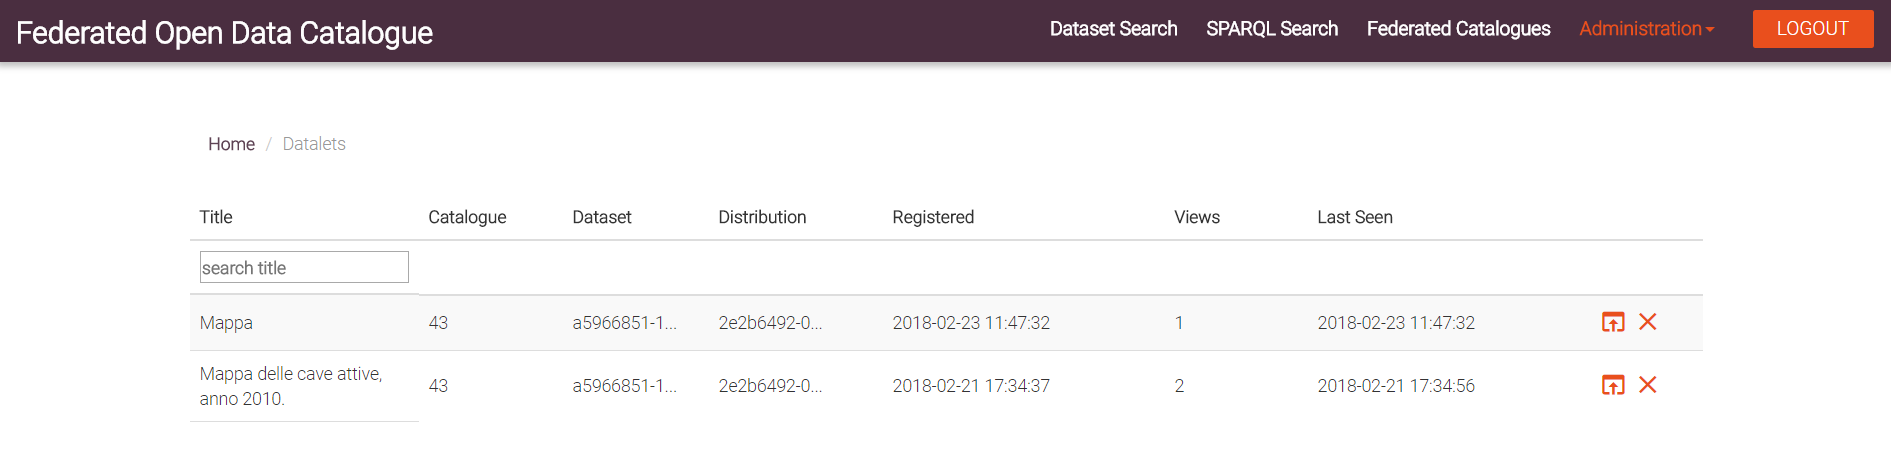 Federated Open Data Catalogue Dataset Search SPARQL Search Federated Catalogues Administration LOGOUT
Home / Datalets
Title Catalogue Dataset Distribution Registered Views Last Seen
search title
Mappa 43 a5966851-1... 2e2b6492-0... 2018-02-23 11:47:32 1 2018-02-23 11:47:32
Mappa delle cave attive,
anno 2010. 43 a5966851-1... 2e2b6492-0... 2018-02-21 17:34:37 2 2018-02-21 17:34:56